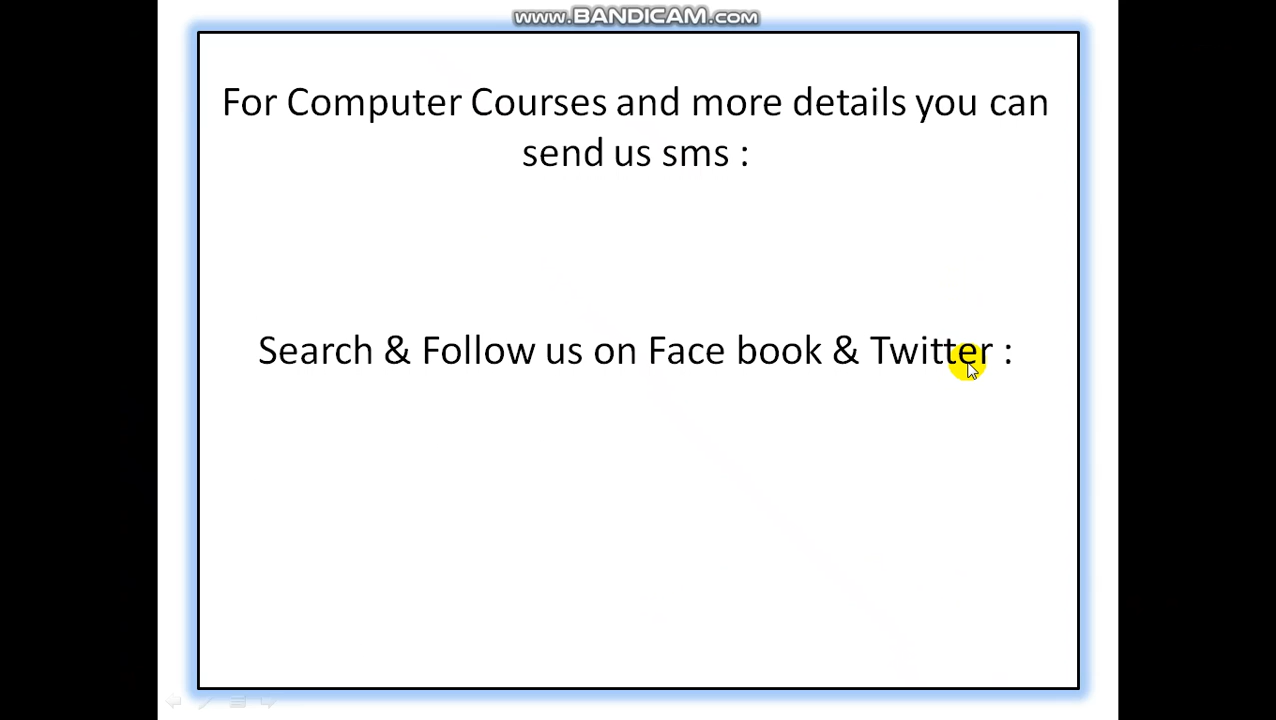 www.BANDICAM.com
For Computer Courses and more details you can
send us sms :
Search & Follow us on Face book & Twitter :